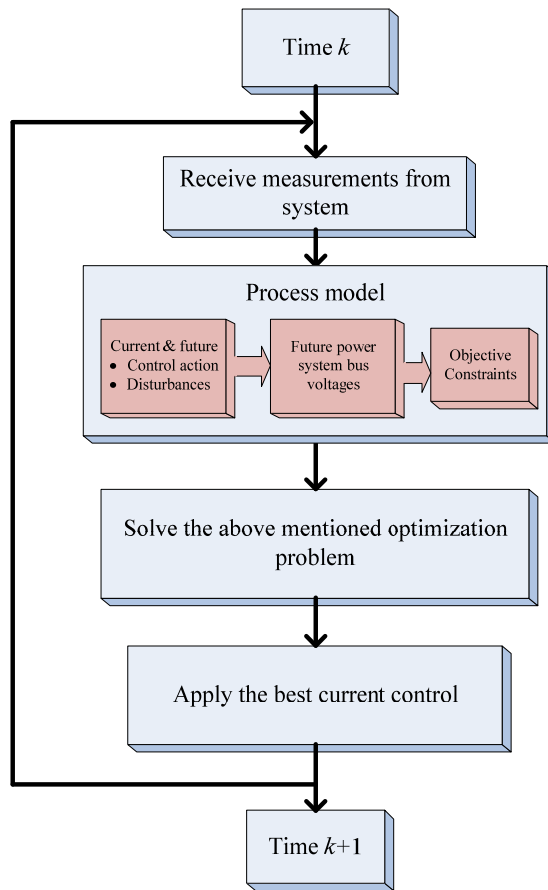 Time k
Receive measurements from
system
Process model
Current & future
• Control action
• Disturbances
Future power
system bus
voltages
Objective
Constraints
Solve the above mentioned optimization
problem
Apply the best current control
Time k+1